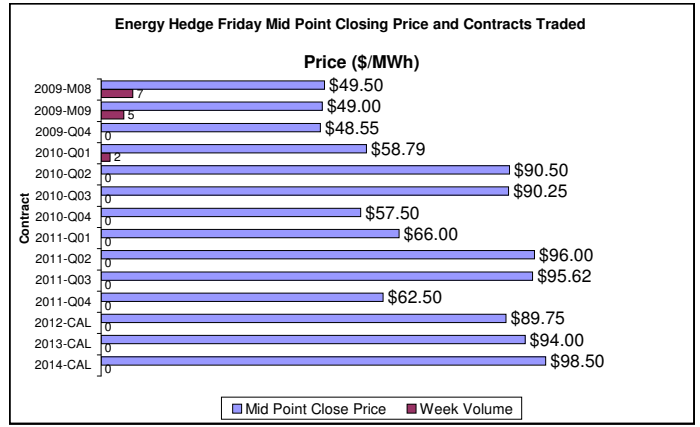 Energy Hedge Friday Mid Point Closing Price and Contracts Traded
Price ($/MWh)
Contract
2009-M08 $49.50
7
2009-M09 $49.00
5
2009-Q04 $48.55
0
2010-Q01 $58.79
2
2010-Q02 $90.50
0
2010-Q03 $90.25
0
2010-Q04 $57.50
0
2011-Q01 $66.00
0
2011-Q02 $96.00
0
2011-Q03 $95.62
0
2011-Q04 $62.50
0
2012-CAL $89.75
0
2013-CAL $94.00
0
2014-CAL $98.50
0
Mid Point Close Price Week Volume